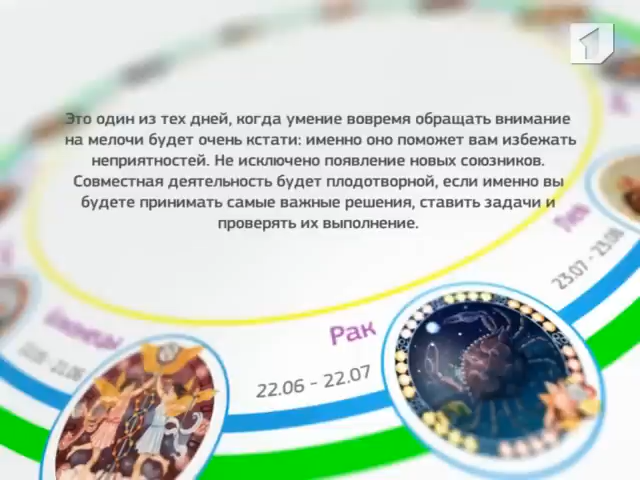 Это один из тех дней, когда умение вовремя обращать внимание
на мелочи будет очень кстати: именно оно поможет вам избежать
неприятностей. Не исключено появление новых союзников.
Совместная деятельность будет плодотворной, если именно вы
будете принимать самые важные решения, ставить задачи и
проверять их выполнение.
Лев
23.07 - 23.08
Рак
22.06 - 22.07
Близнецы